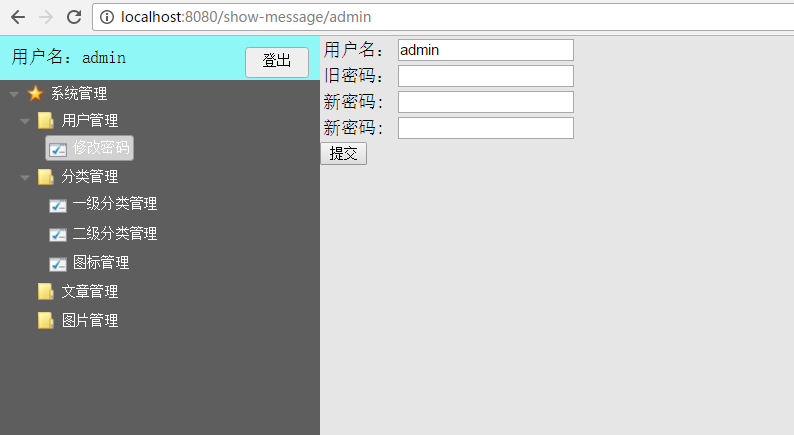 localhost:8080/show-message/admin
用户名：admin
登出
系统管理
用户管理
修改密码
分类管理
一级分类管理
二级分类管理
图标管理
文章管理
图片管理
用户名： admin
旧密码：
新密码：
新密码：
提交